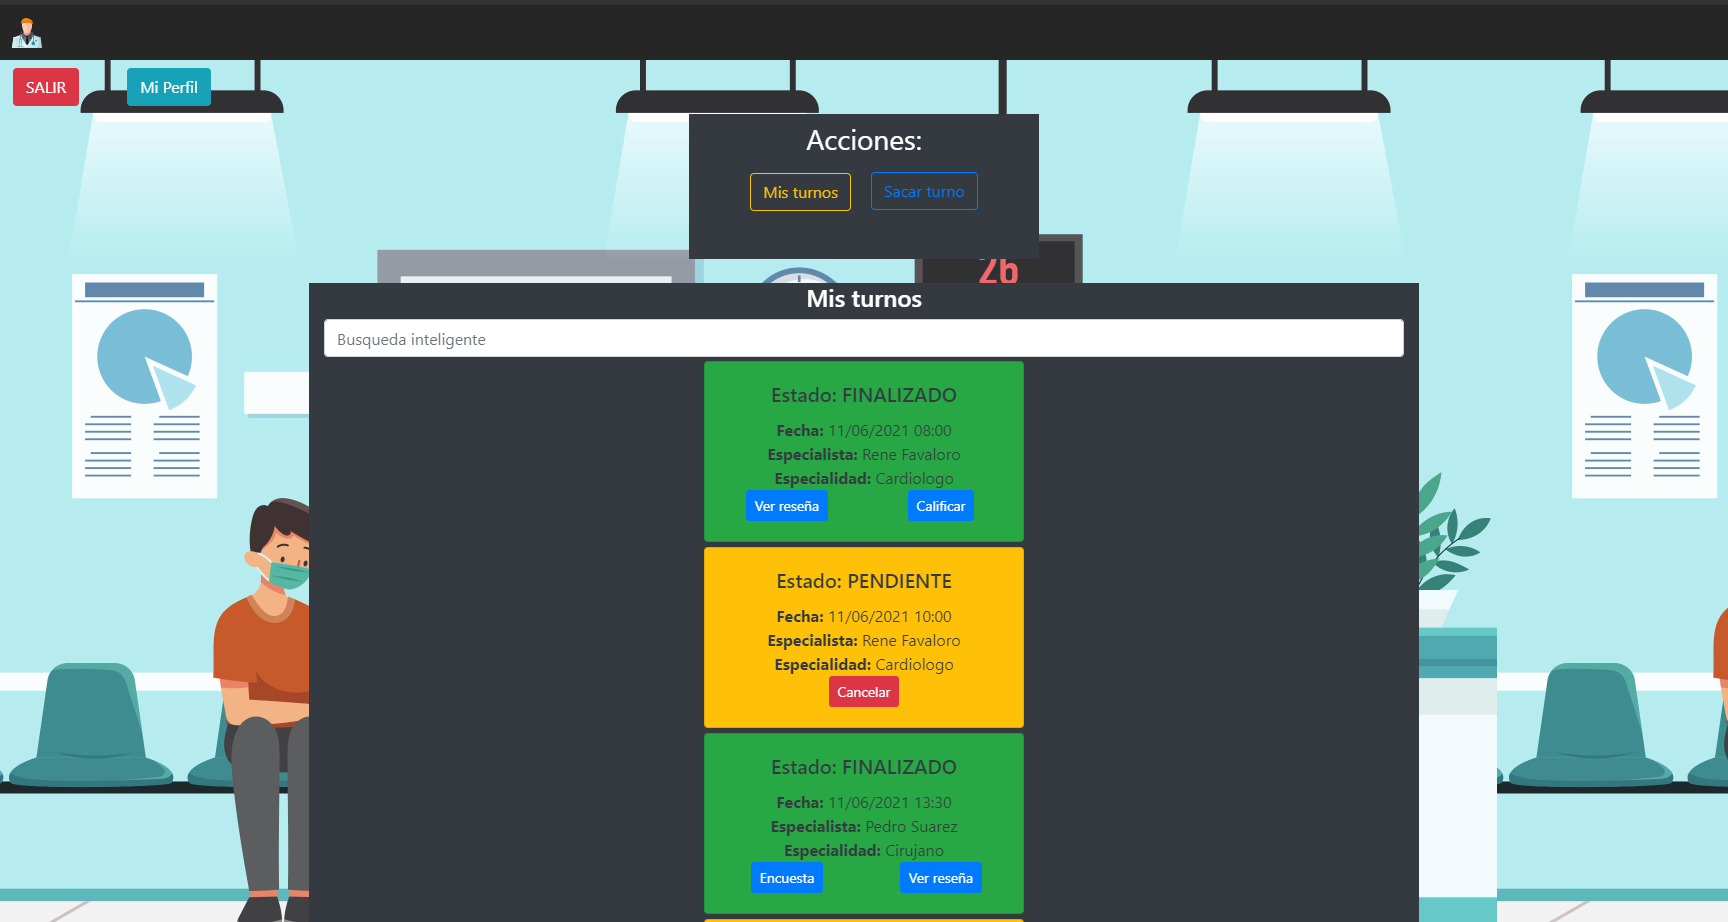 SALIR
Mi Perfil
Acciones:
Mis turnos
Sacar turno
26
Mis turnos
Busqueda inteligente
Estado: FINALIZADO
Fecha: 11/06/2021 08:00
Especialista: Rene Favaloro
Especialidad: Cardiologo
Ver reseña
Calificar
Estado: PENDIENTE
Fecha: 11/06/2021 10:00
Especialista: Rene Favaloro
Especialidad: Cardiologo
Cancelar
Estado: FINALIZADO
Fecha: 11/06/2021 13:30
Especialista: Pedro Suarez
Especialidad: Cirujano
Encuesta
Ver reseña